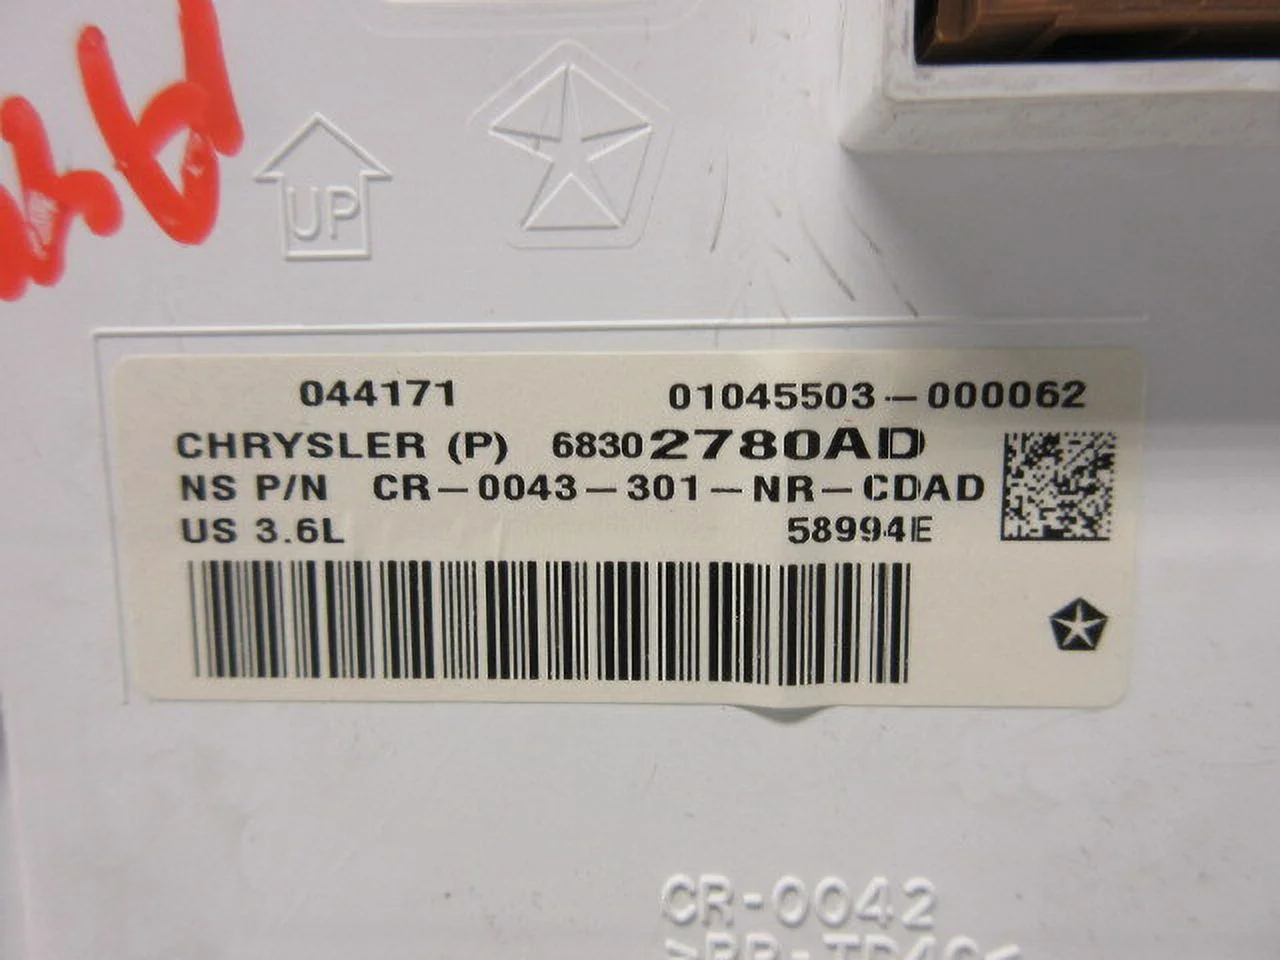 UP
044171 01045503-000062
CHRYSLER (P) 68302780AD
NS P/N CR-0043-301-NR-CDAD
US 3.6L 58994E
CR-0042